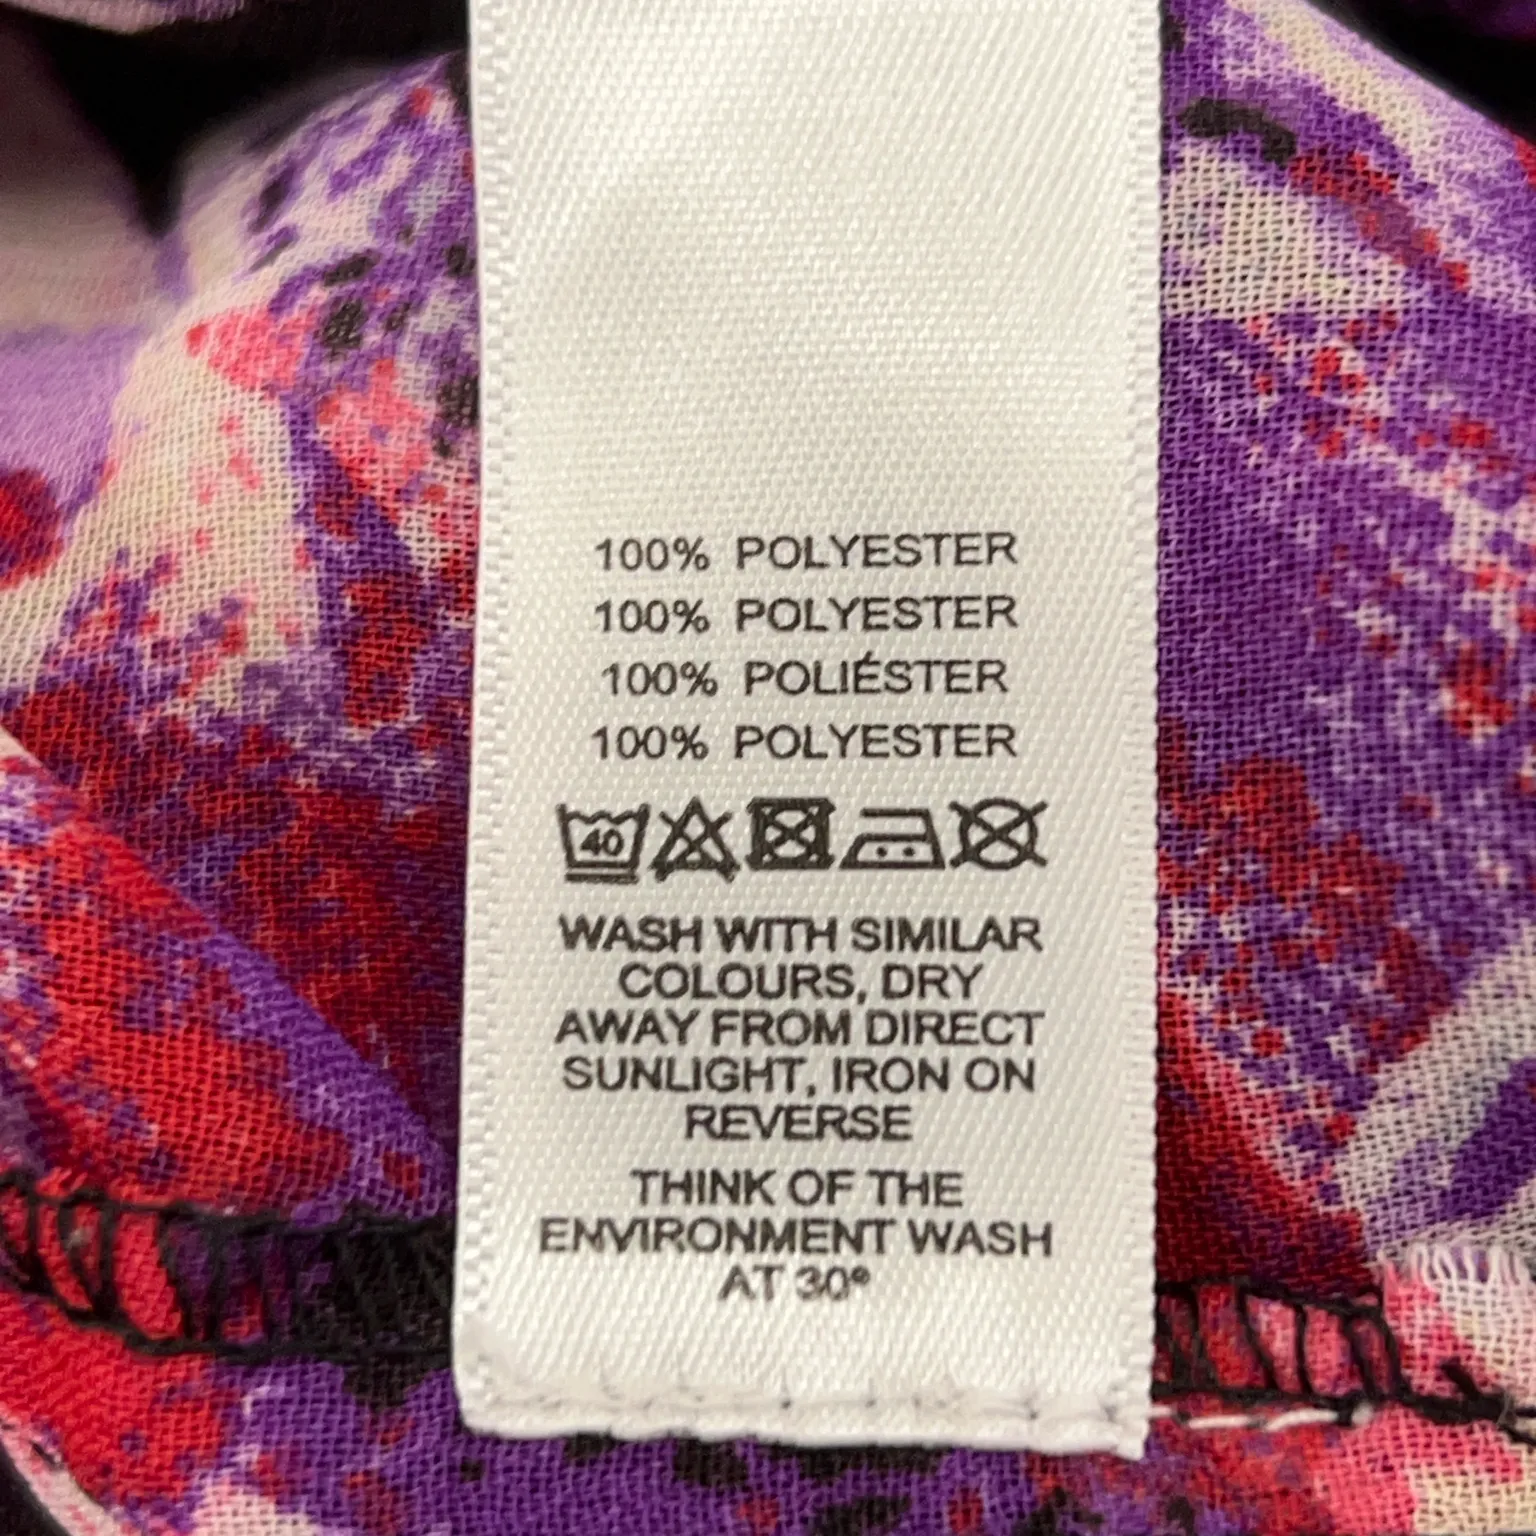 100% POLYESTER
100% POLYESTER
100% POLIÉSTER
100% POLYESTER
40
WASH WITH SIMILAR
COLOURS, DRY
AWAY FROM DIRECT
SUNLIGHT, IRON ON
REVERSE
THINK OF THE
ENVIRONMENT WASH
AT 30°